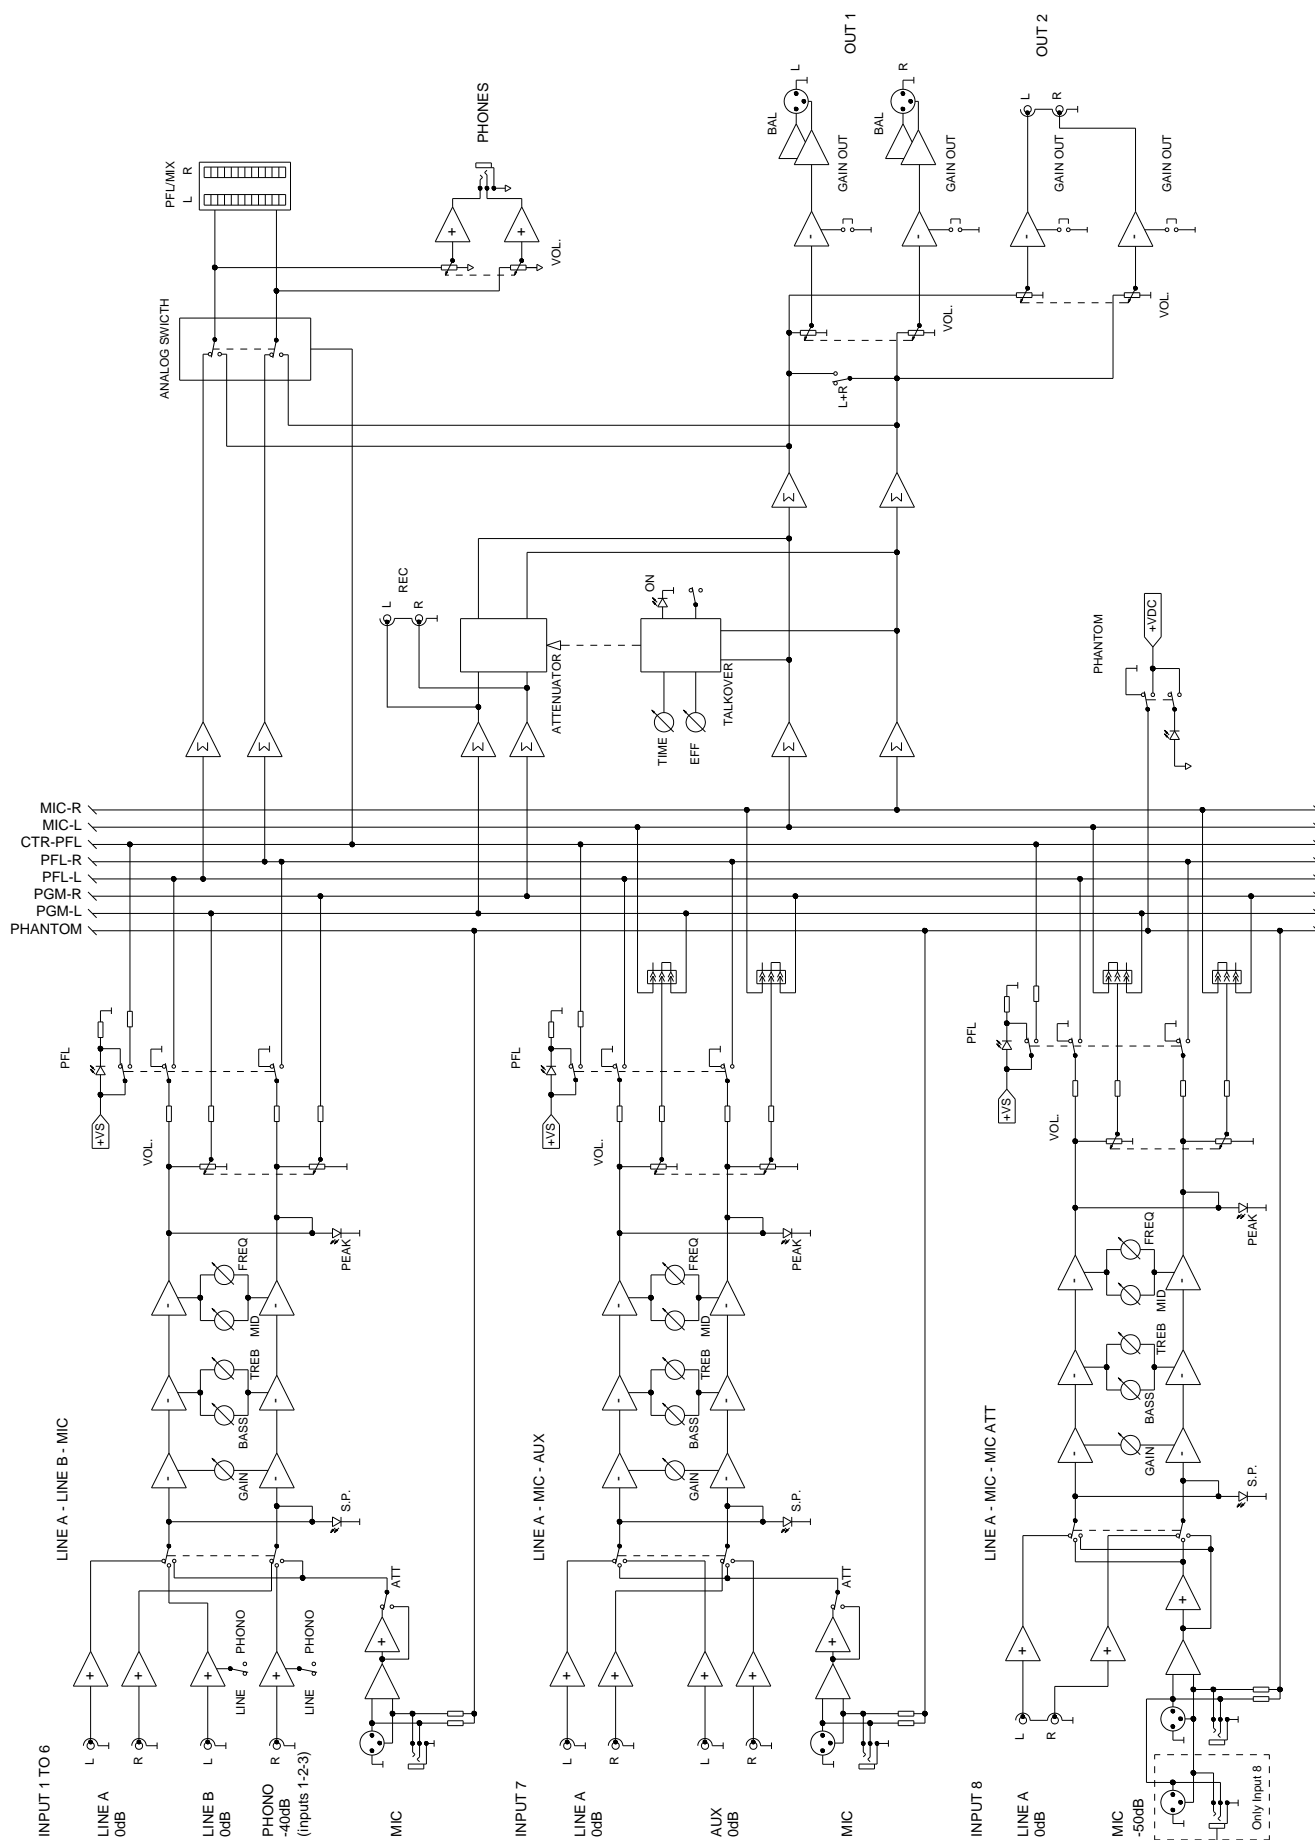 PFL/MIX
L
R
ANALOG SWICTH
PHONES
VOL.
BAL
L
OUT 1
GAIN OUT
BAL
R
GAIN OUT
VOL.
L+R
L
R
OUT 2
GAIN OUT
GAIN OUT
VOL.
REC
L
R
ATTENUATOR
ON
TALKOVER
TIME
EFF
PHANTOM
+VDC
Σ
Σ
Σ
Σ
Σ
Σ
Σ
Σ
MIC-R
MIC-L
CTR-PFL
PFL-R
PFL-L
PGM-R
PGM-L
PHANTOM
INPUT 1 TO 6
LINE A - LINE B - MIC
LINE A
0dB
L
R
LINE B
0dB
L
PHONO
-40dB
(inputs 1-2-3)
R
LINE
PHONO
LINE
PHONO
MIC
ATT
S.P.
GAIN
BASS
TREB
MID
FREQ
PEAK
VOL.
PFL
+VS
INPUT 7
LINE A - MIC - AUX
LINE A
0dB
L
R
AUX
0dB
L
R
MIC
ATT
S.P.
GAIN
BASS
TREB
MID
FREQ
PEAK
VOL.
PFL
+VS
INPUT 8
LINE A - MIC - MIC ATT
LINE A
0dB
L
R
MIC
-50dB
Only Input 8
S.P.
GAIN
BASS
TREB
MID
FREQ
PEAK
VOL.
PFL
+VS